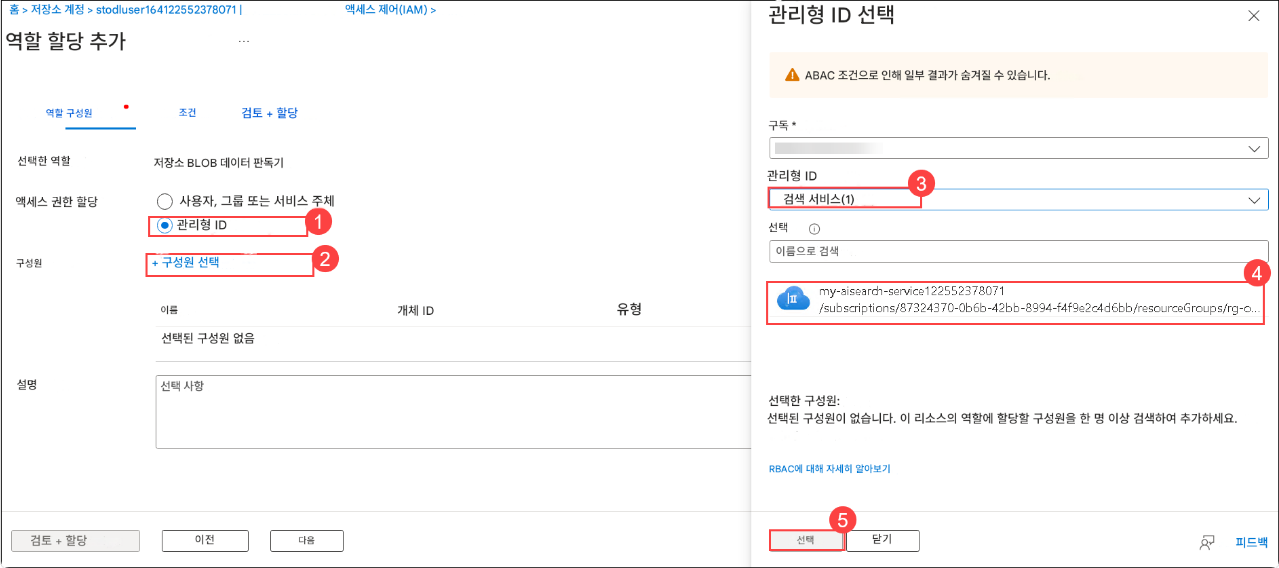 홈 > 저장소 계정 > stodluser164122552378071 | 액세스 제어(IAM) >
역할 할당 추가 ...
역할 구성원 조건 검토 + 할당
선택한 역할 저장소 BLOB 데이터 판독기
액세스 권한 할당 사용자, 그룹 또는 서비스 주체
관리형 ID 1
구성원 + 구성원 선택 2
이름 개체 ID 유형
선택된 구성원 없음
설명 선택 사항
검토 + 할당 이전 다음
관리형 ID 선택
ABAC 조건으로 인해 일부 결과가 숨겨질 수 있습니다.
구독 *
관리형 ID
검색 서비스(1) 3
선택
이름으로 검색
4
my-aisearch-service122552378071
/subscriptions/87324370-0b6b-42bb-8994-f4f9e2c4d6bb/resourceGroups/rg-o...
선택한 구성원:
선택된 구성원이 없습니다. 이 리소스의 역할에 할당할 구성원을 한 명 이상 검색하여 추가하세요.
RBAC에 대해 자세히 알아보기
5
선택 닫기 피드백